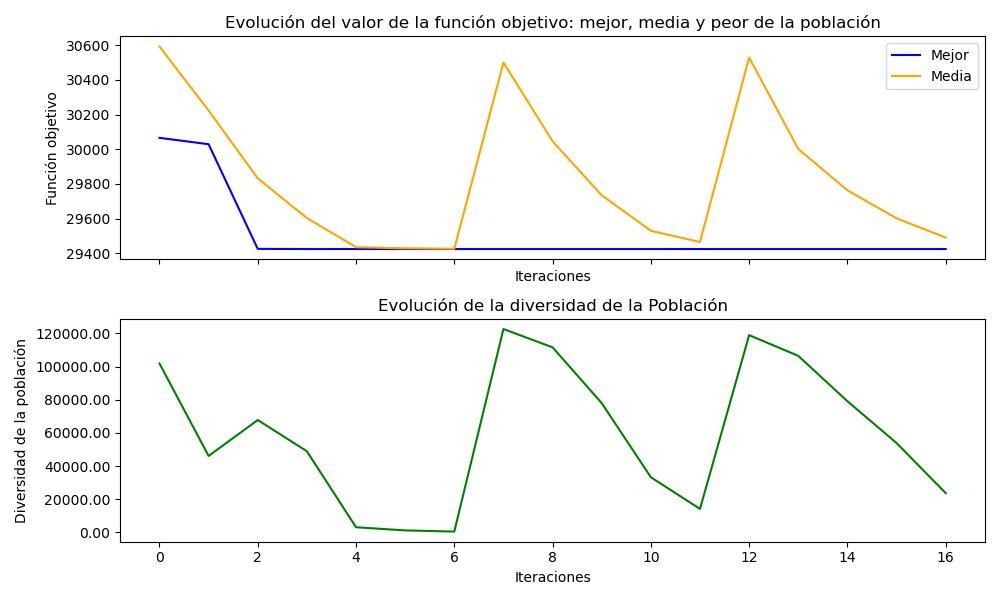 Evolución del valor de la función objetivo: mejor, media y peor de la población
Función objetivo
30600
30400
30200
30000
29800
29600
29400
Mejor
Media
Iteraciones
Evolución de la diversidad de la Población
Diversidad de la población
120000.00
100000.00
80000.00
60000.00
40000.00
20000.00
0.00
0 2 4 6 8 10 12 14 16
Iteraciones